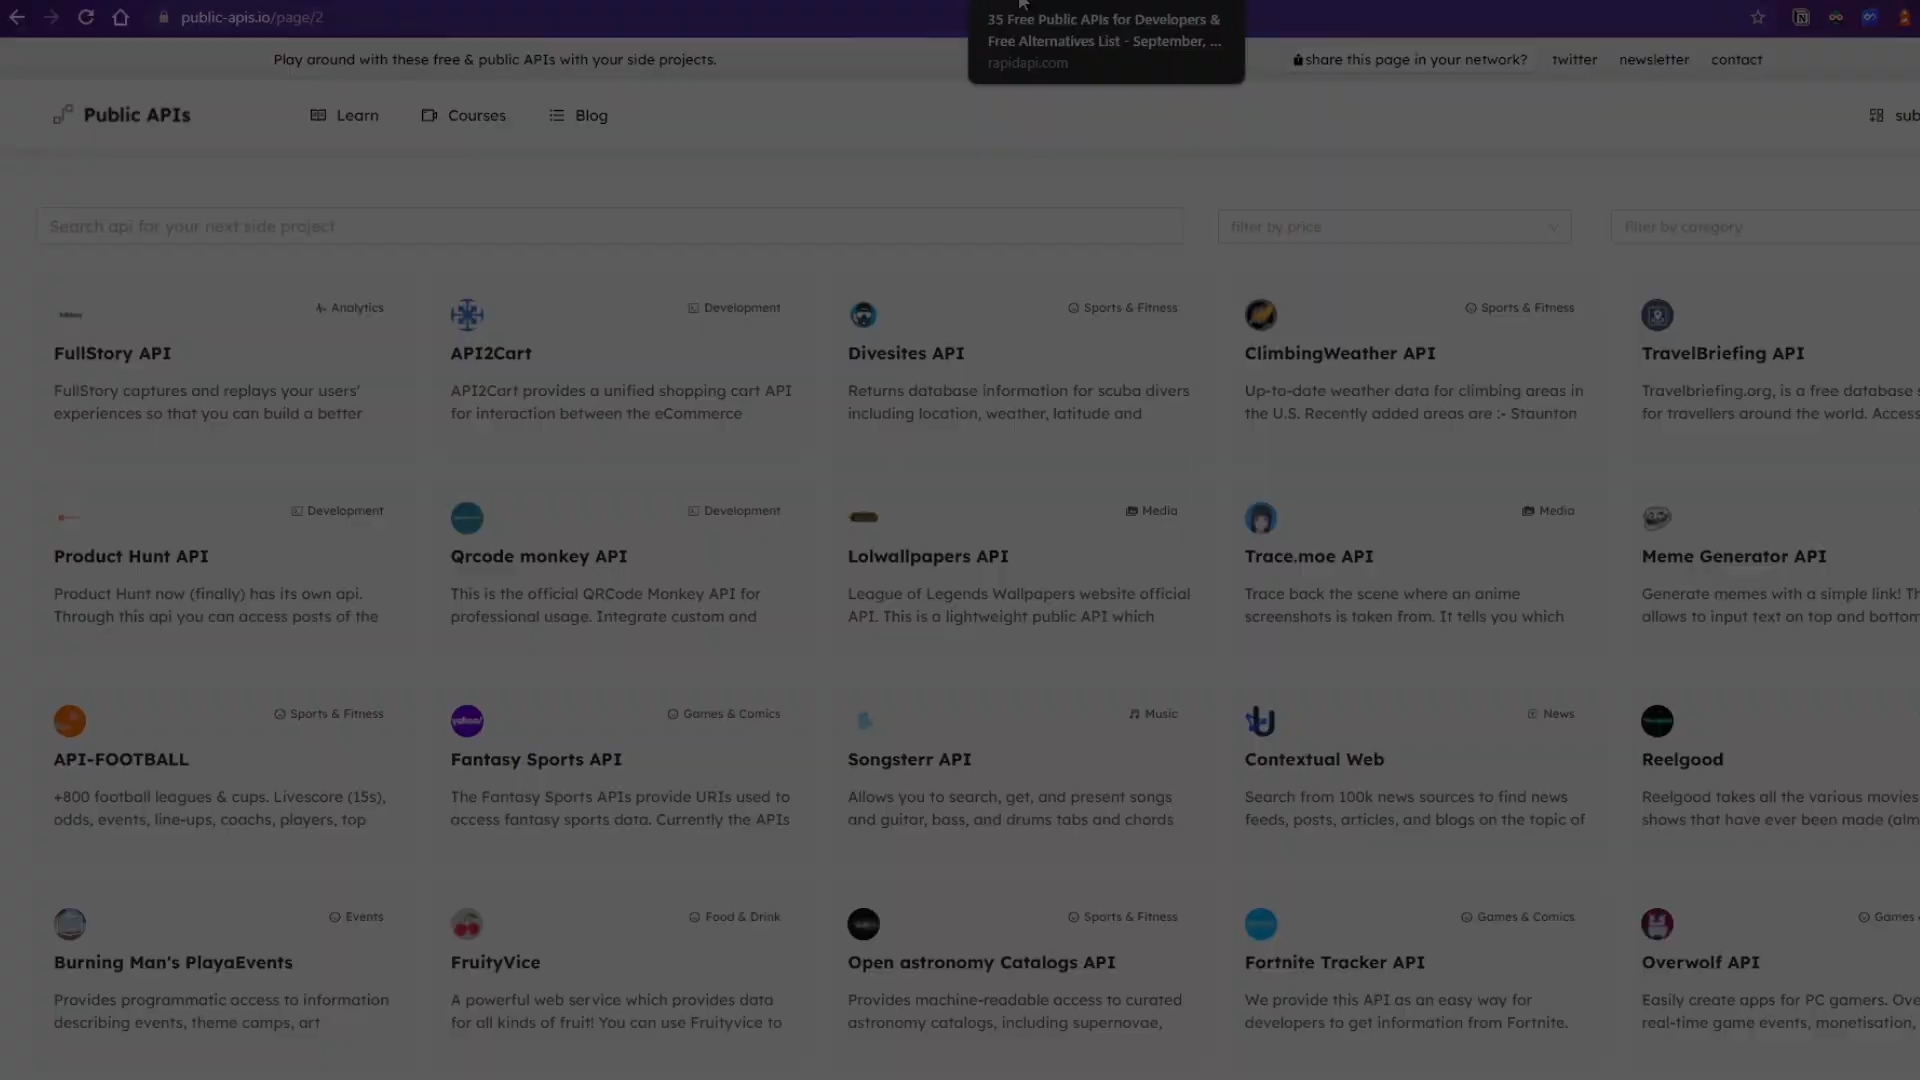 public-apis.io/page/2
35 Free Public APIs for Developers &
Free Alternatives List - September, ...
rapidapi.com
Play around with these free & public APIs with your side projects.
share this page in your network?
twitter
newsletter
contact
Public APIs
Learn
Courses
Blog
sub
Search api for your next side project
filter by price
filter by category
Analytics
FullStory API
FullStory captures and replays your users'
experiences so that you can build a better
Development
API2Cart
API2Cart provides a unified shopping cart API
for interaction between the eCommerce
Sports & Fitness
Divesites API
Returns database information for scuba divers
including location, weather, latitude and
Sports & Fitness
ClimbingWeather API
Up-to-date weather data for climbing areas in
the U.S. Recently added areas are :- Staunton
TravelBriefing API
Travelbriefing.org, is a free database
for travellers around the world. Access
Development
Product Hunt API
Product Hunt now (finally) has its own api.
Through this api you can access posts of the
Development
Qrcode monkey API
This is the official QRCode Monkey API for
professional usage. Integrate custom and
Media
Lolwallpapers API
League of Legends Wallpapers website official
API. This is a lightweight public API which
Media
Trace.moe API
Trace back the scene where an anime
screenshots is taken from. It tells you which
Meme Generator API
Generate memes with a simple link! Th
allows to input text on top and bottom
Sports & Fitness
API-FOOTBALL
+800 football leagues & cups. Livescore (15s),
odds, events, line-ups, coachs, players, top
yahoo!
Games & Comics
Fantasy Sports API
The Fantasy Sports APIs provide URIs used to
access fantasy sports data. Currently the APIs
Music
Songsterr API
Allows you to search, get, and present songs
and guitar, bass, and drums tabs and chords
News
Contextual Web
Search from 100k news sources to find news
feeds, posts, articles, and blogs on the topic of
Reelgood
Reelgood takes all the various movies
shows that have ever been made (alm
Events
Burning Man's PlayaEvents
Provides programmatic access to information
describing events, theme camps, art
Food & Drink
FruityVice
A powerful web service which provides data
for all kinds of fruit! You can use Fruityvice to
Sports & Fitness
Open astronomy Catalogs API
Provides machine-readable access to curated
astronomy catalogs, including supernovae,
Games & Comics
Fortnite Tracker API
We provide this API as an easy way for
developers to get information from Fortnite.
Games
Overwolf API
Easily create apps for PC gamers. Ove
real-time game events, monetisation,